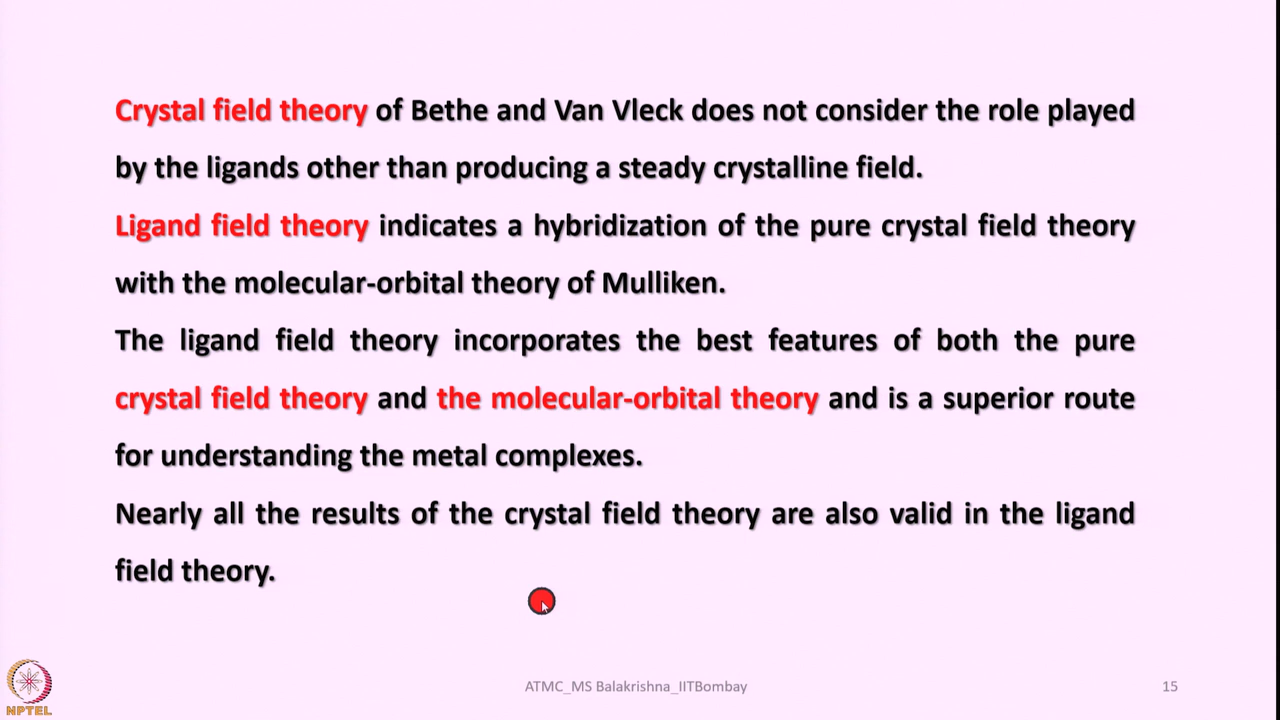 Crystal field theory of Bethe and Van Vleck does not consider the role played
by the ligands other than producing a steady crystalline field.
Ligand field theory indicates a hybridization of the pure crystal field theory
with the molecular-orbital theory of Mulliken.
The ligand field theory incorporates the best features of both the pure
crystal field theory and the molecular-orbital theory and is a superior route
for understanding the metal complexes.
Nearly all the results of the crystal field theory are also valid in the ligand
field theory.
NPTEL
ATMC_MS Balakrishna_IITBombay
15